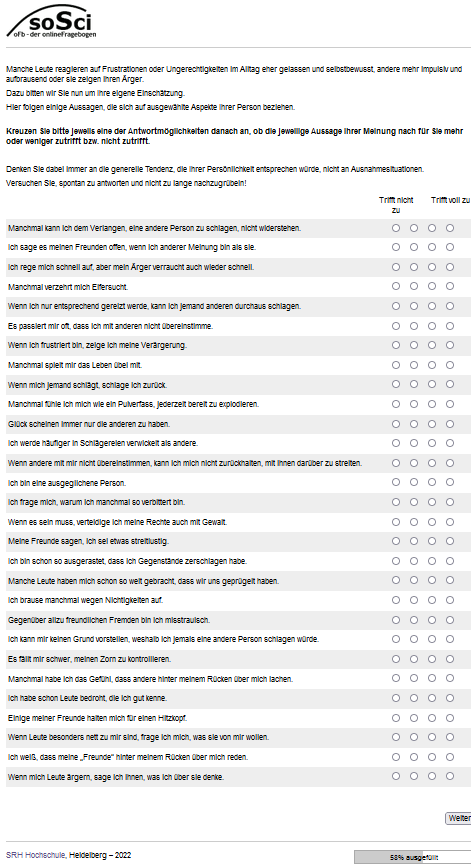 soSci
oFb - der onlineFragebogen
Manche Leute reagieren auf Frustrationen oder Ungerechtigkeiten im Alltag eher gelassen und selbstbewusst, andere mehr impulsiv und
aufbrausend oder sie zeigen ihren Ärger.
Dazu bitten wir Sie nun um Ihre eigene Einschätzung.
Hier folgen einige Aussagen, die sich auf ausgewählte Aspekte Ihrer Person beziehen.
Kreuzen Sie bitte jeweils eine der Antwortmöglichkeiten danach an, ob die jeweilige Aussage Ihrer Meinung nach für Sie mehr
oder weniger zutrifft bzw. nicht zutrifft.
Denken Sie dabei immer an die generelle Tendenz, die Ihrer Persönlichkeit entsprechen würde, nicht an Ausnahmesituationen.
Versuchen Sie, spontan zu antworten und nicht zu lange nachzugrübeln!
Trifft nicht zu
Trifft voll zu
Manchmal kann ich dem Verlangen, eine andere Person zu schlagen, nicht widerstehen.
Ich sage es meinen Freunden offen, wenn ich anderer Meinung bin als sie.
Ich rege mich schnell auf, aber mein Ärger verraucht auch wieder schnell.
Manchmal verzehrt mich Eifersucht.
Wenn ich nur entsprechend gereizt werde, kann ich jemand anderen durchaus schlagen.
Es passiert mir oft, dass ich mit anderen nicht übereinstimme.
Wenn ich frustriert bin, zeige ich meine Verärgerung.
Manchmal spielt mir das Leben übel mit.
Wenn mich jemand schlägt, schlage ich zurück.
Manchmal fühle ich mich wie ein Pulverfass, jederzeit bereit zu explodieren.
Glück scheinen immer nur die anderen zu haben.
Ich werde häufiger in Schlägereien verwickelt als andere.
Wenn andere mit mir nicht übereinstimmen, kann ich mich nicht zurückhalten, mit ihnen darüber zu streiten.
Ich bin eine ausgeglichene Person.
Ich frage mich, warum ich manchmal so verbittert bin.
Wenn es sein muss, verteidige ich meine Rechte auch mit Gewalt.
Meine Freunde sagen, ich sei etwas streitlustig.
Ich bin schon so ausgerastet, dass ich Gegenstände zerschlagen habe.
Manche Leute haben mich schon so weit gebracht, dass wir uns geprügelt haben.
Ich brause manchmal wegen Nichtigkeiten auf.
Gegenüber allzu freundlichen Fremden bin ich misstrauisch.
Ich kann mir keinen Grund vorstellen, weshalb ich jemals eine andere Person schlagen würde.
Es fällt mir schwer, meinen Zorn zu kontrollieren.
Manchmal habe ich das Gefühl, dass andere hinter meinem Rücken über mich lachen.
Ich habe schon Leute bedroht, die ich gut kenne.
Einige meiner Freunde halten mich für einen Hitzkopf.
Wenn Leute besonders nett zu mir sind, frage ich mich, was sie von mir wollen.
Ich weiß, dass meine „Freunde“ hinter meinem Rücken über mich reden.
Wenn mich Leute ärgern, sage ich ihnen, was ich über sie denke.
Weiter
SRH Hochschule, Heidelberg – 2022
58% ausgefüllt